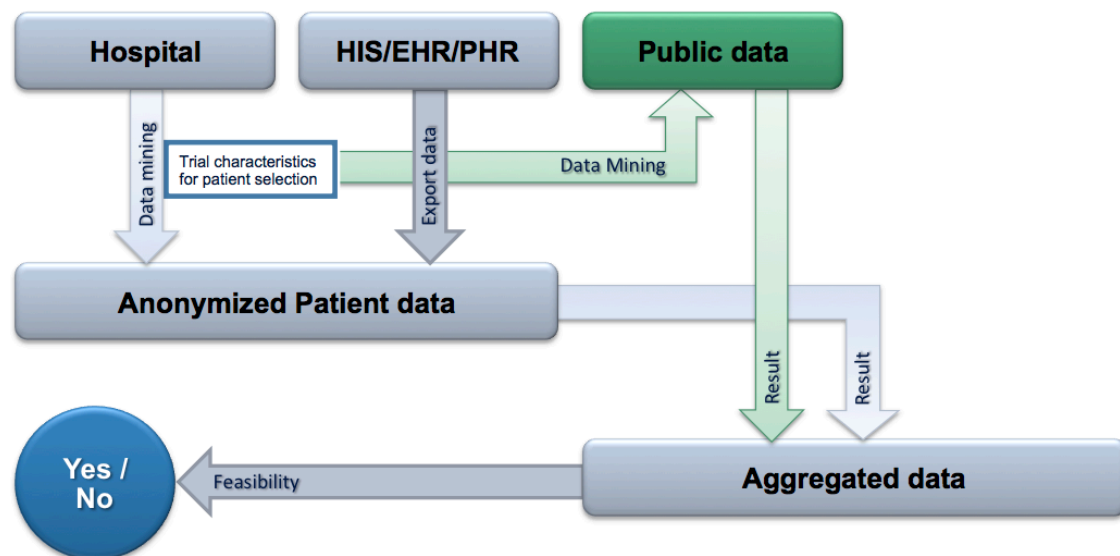 Hospital
HIS/EHR/PHR
Public data
Data mining
Trial characteristics
for patient selection
Export data
Data Mining
Anonymized Patient data
Result
Result
Yes /
No
Feasibility
Aggregated data